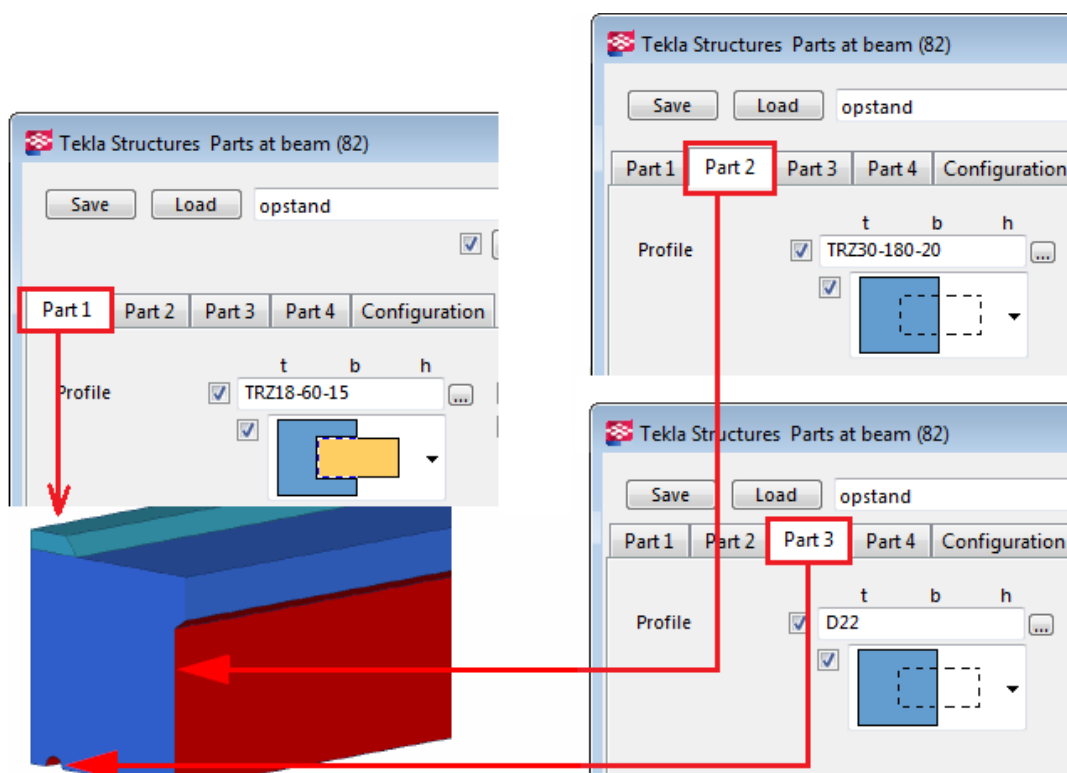 Tekla Structures Parts at beam (82)
Save Load opstand
Part 1 Part 2 Part 3 Part 4 Configuration
t b h
Profile TRZ18-60-15 ...
Tekla Structures Parts at beam (82)
Save Load opstand
Part 1 Part 2 Part 3 Part 4 Configuration
t b h
Profile TRZ30-180-20 ...
Tekla Structures Parts at beam (82)
Save Load opstand
Part 1 Part 2 Part 3 Part 4 Configuration
t b h
Profile D22 ...